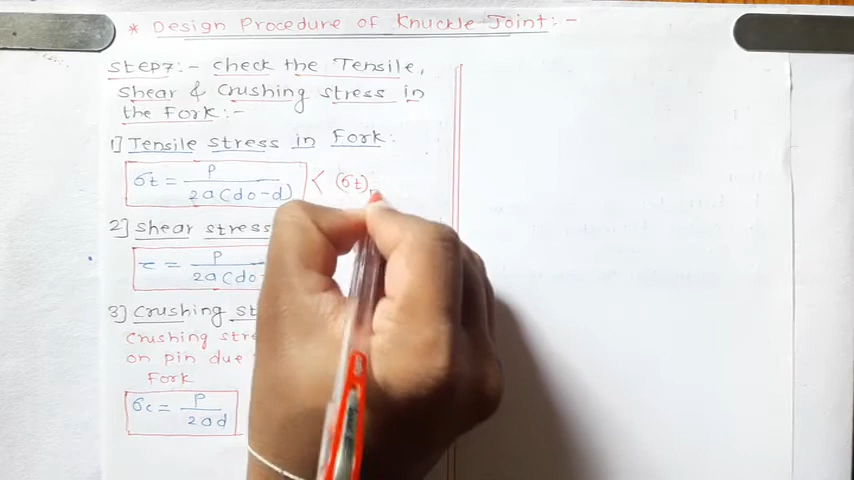 * Design Procedure of Knuckle Joint:-
STEP7:- check the Tensile,
shear & Crushing stress in
the Fork:-
1] Tensile stress in Fork:
σt = P / 2a(do-d) < (σt)
2] shear stress
τ = P / 2a(do-
3] Crushing st
Crushing stre
on pin due
Fork
σc = P / 2ad